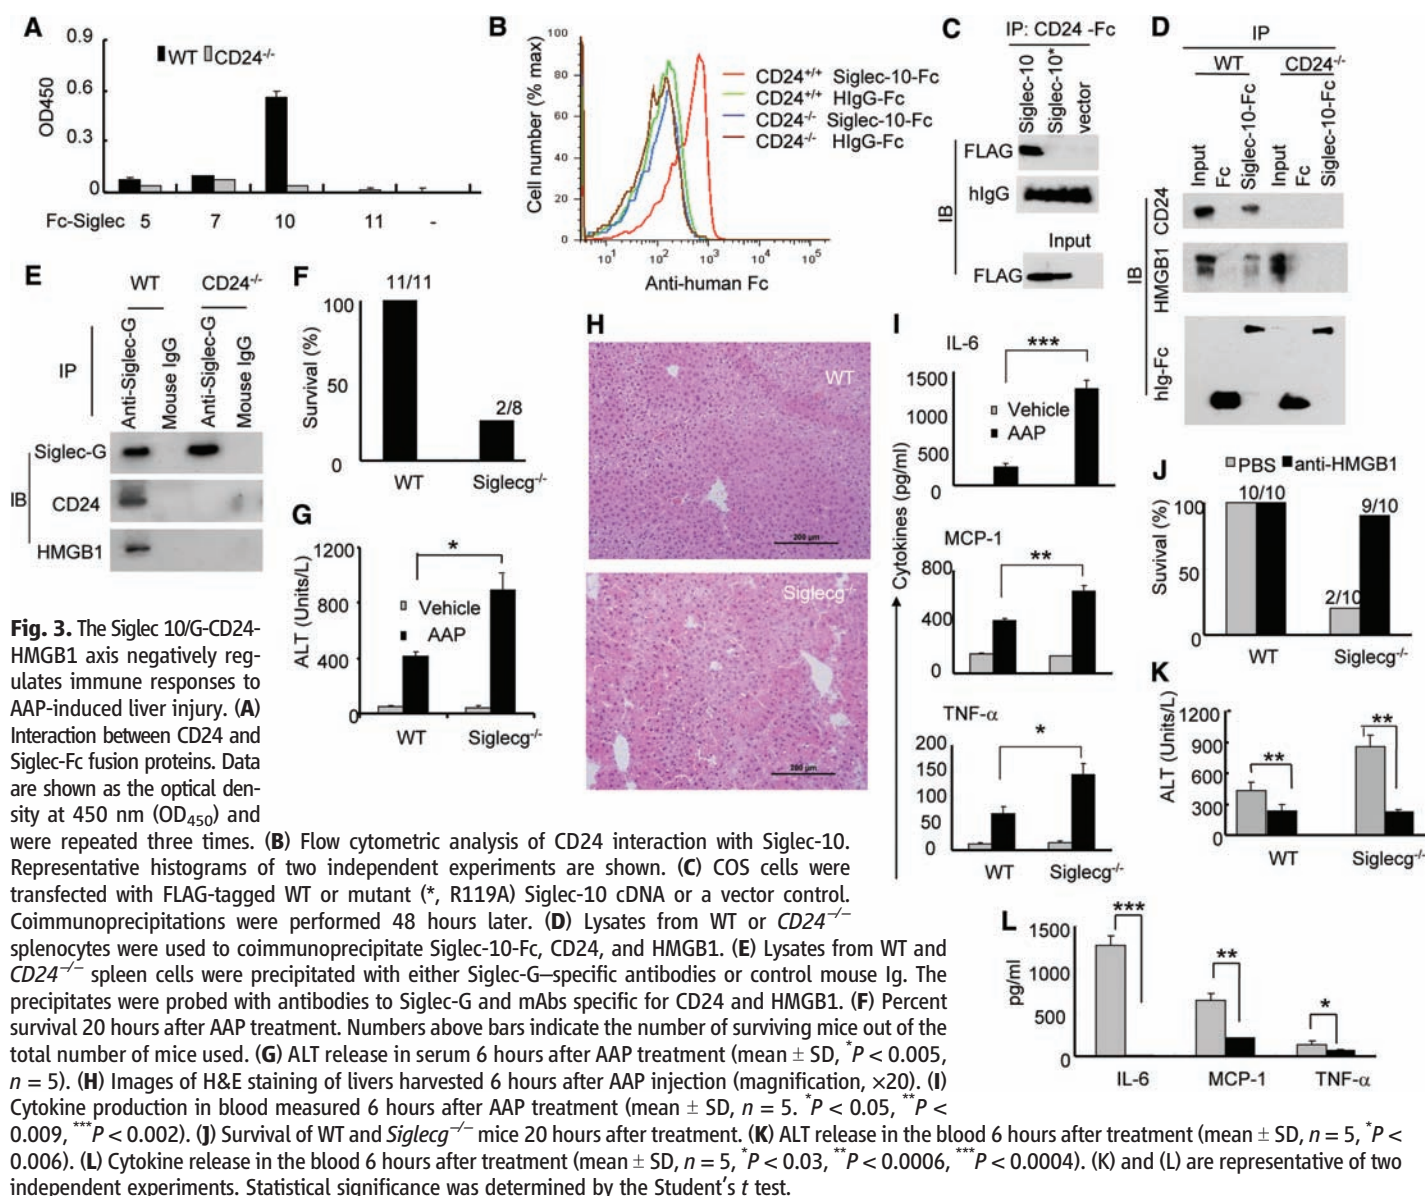 A
0.9
WT CD24-/-
0.6
OD450
0.3
0
Fc-Siglec 5 7 10 11 -
B
Cell number (% max)
100
80
60
40
20
0
CD24+/+ Siglec-10-Fc
CD24+/+ HIgG-Fc
CD24-/- Siglec-10-Fc
CD24-/- HIgG-Fc
10^1 10^2 10^3 10^4 10^5
Anti-human Fc
C
IP: CD24 -Fc
Siglec-10
Siglec-10*
vector
FLAG
hIgG
IB
Input
FLAG
D
IP
WT CD24-/-
Input
Fc
Siglec-10-Fc
Input
Fc
Siglec-10-Fc
IB
CD24
HMGB1
hIg-Fc
E
WT CD24-/-
IP
Anti-Siglec-G
Mouse IgG
Anti-Siglec-G
Mouse IgG
Siglec-G
IB
CD24
HMGB1
F
11/11
Survival (%)
100
50
0
2/8
WT Siglecg-/-
G
ALT (Units/L)
1200
800
400
0
*
Vehicle
AAP
WT Siglecg-/-
H
WT
200 µm
Siglecg-/-
200 µm
I
Cytokines (pg/ml)
IL-6
***
1500
1000
500
0
Vehicle
AAP
MCP-1
**
800
400
0
TNF-α
*
200
150
100
50
0
WT Siglecg-/-
J
PBS anti-HMGB1
Suvival (%)
100
50
0
10/10
2/10
9/10
WT Siglecg-/-
K
ALT (Units/L)
1200
900
600
300
0
**
**
WT Siglecg-/-
L
pg/ml
1500
1000
500
0
***
**
*
IL-6 MCP-1 TNF-α
Fig. 3. The Siglec 10/G-CD24-
HMGB1 axis negatively reg-
ulates immune responses to
AAP-induced liver injury. (A)
Interaction between CD24 and
Siglec-Fc fusion proteins. Data
are shown as the optical den-
sity at 450 nm (OD450) and
were repeated three times. (B) Flow cytometric analysis of CD24 interaction with Siglec-10.
Representative histograms of two independent experiments are shown. (C) COS cells were
transfected with FLAG-tagged WT or mutant (*, R119A) Siglec-10 cDNA or a vector control.
Coimmunoprecipitations were performed 48 hours later. (D) Lysates from WT or CD24−/−
splenocytes were used to coimmunoprecipitate Siglec-10-Fc, CD24, and HMGB1. (E) Lysates from WT and
CD24−/− spleen cells were precipitated with either Siglec-G–specific antibodies or control mouse Ig. The
precipitates were probed with antibodies to Siglec-G and mAbs specific for CD24 and HMGB1. (F) Percent
survival 20 hours after AAP treatment. Numbers above bars indicate the number of surviving mice out of the
total number of mice used. (G) ALT release in serum 6 hours after AAP treatment (mean ± SD, *P < 0.005,
n = 5). (H) Images of H&E staining of livers harvested 6 hours after AAP injection (magnification, ×20). (I)
Cytokine production in blood measured 6 hours after AAP treatment (mean ± SD, n = 5. *P < 0.05, **P <
0.009, ***P < 0.002). (J) Survival of WT and Siglecg−/− mice 20 hours after treatment. (K) ALT release in the blood 6 hours after treatment (mean ± SD, n = 5, *P <
0.006). (L) Cytokine release in the blood 6 hours after treatment (mean ± SD, n = 5, *P < 0.03, **P < 0.0006, ***P < 0.0004). (K) and (L) are representative of two
independent experiments. Statistical significance was determined by the Student's t test.